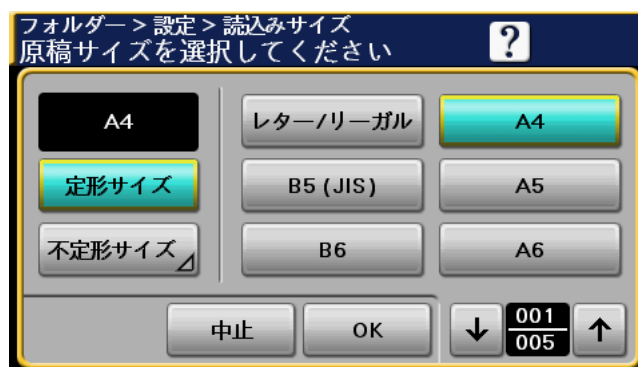 フォルダー > 設定 > 読込みサイズ
原稿サイズを選択してください
?
A4
レター/リーガル
A4
定形サイズ
B5 (JIS)
A5
不定形サイズ
B6
A6
中止
OK
↓
001
005
↑